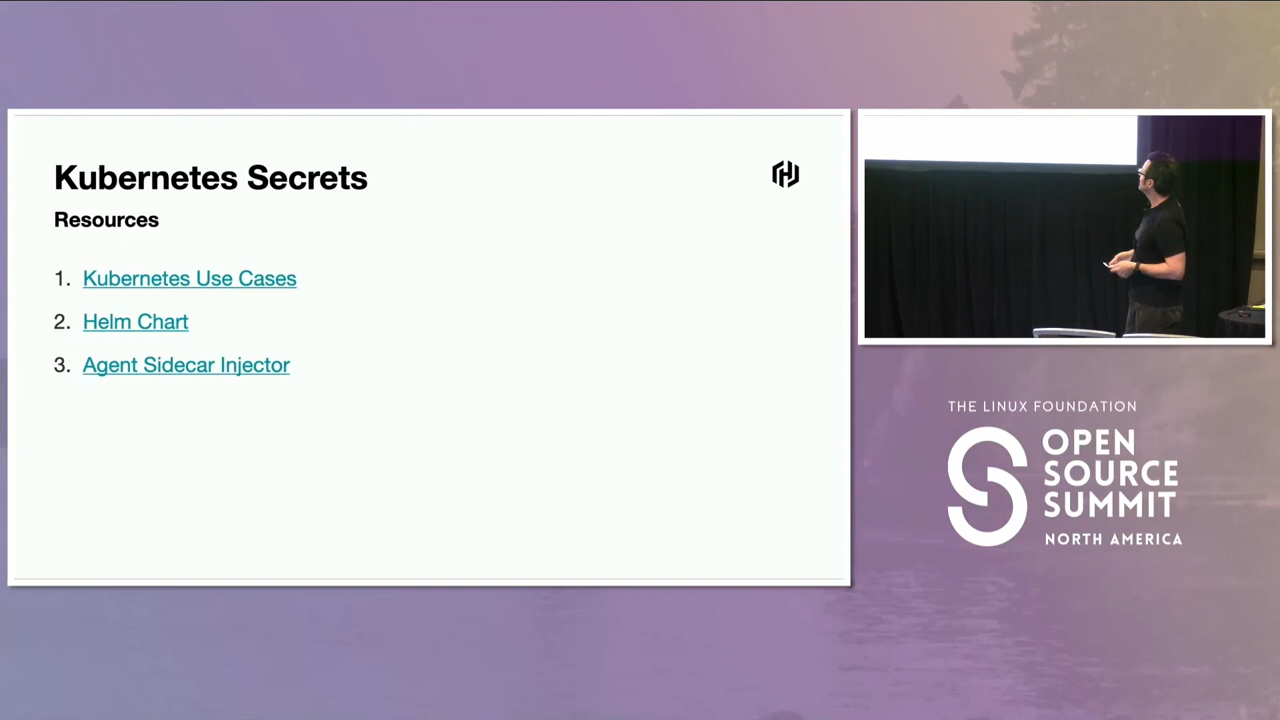 Kubernetes Secrets
Resources
1. Kubernetes Use Cases
2. Helm Chart
3. Agent Sidecar Injector
THE LINUX FOUNDATION
OPEN
SOURCE
SUMMIT
NORTH AMERICA